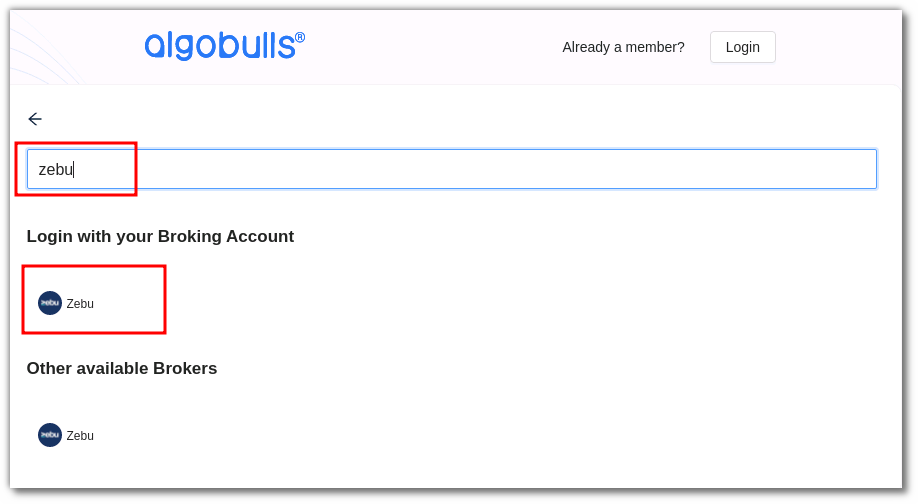 algobulls®
Already a member?
Login
zebu
Login with your Broking Account
zebu Zebu
Other available Brokers
zebu Zebu